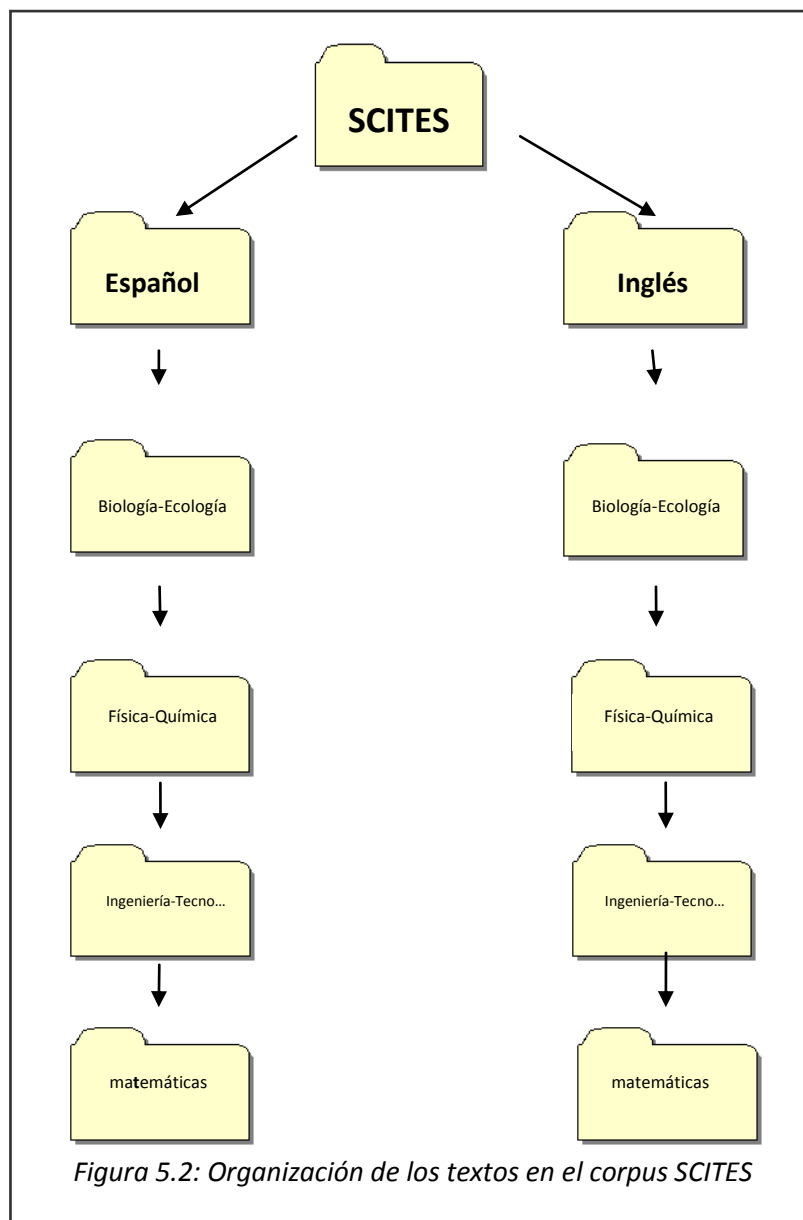 SCITES
Español
Inglés
Biología-Ecología
Biología-Ecología
Física-Química
Física-Química
Ingeniería-Tecno...
Ingeniería-Tecno...
matemáticas
matemáticas
Figura 5.2: Organización de los textos en el corpus SCITES